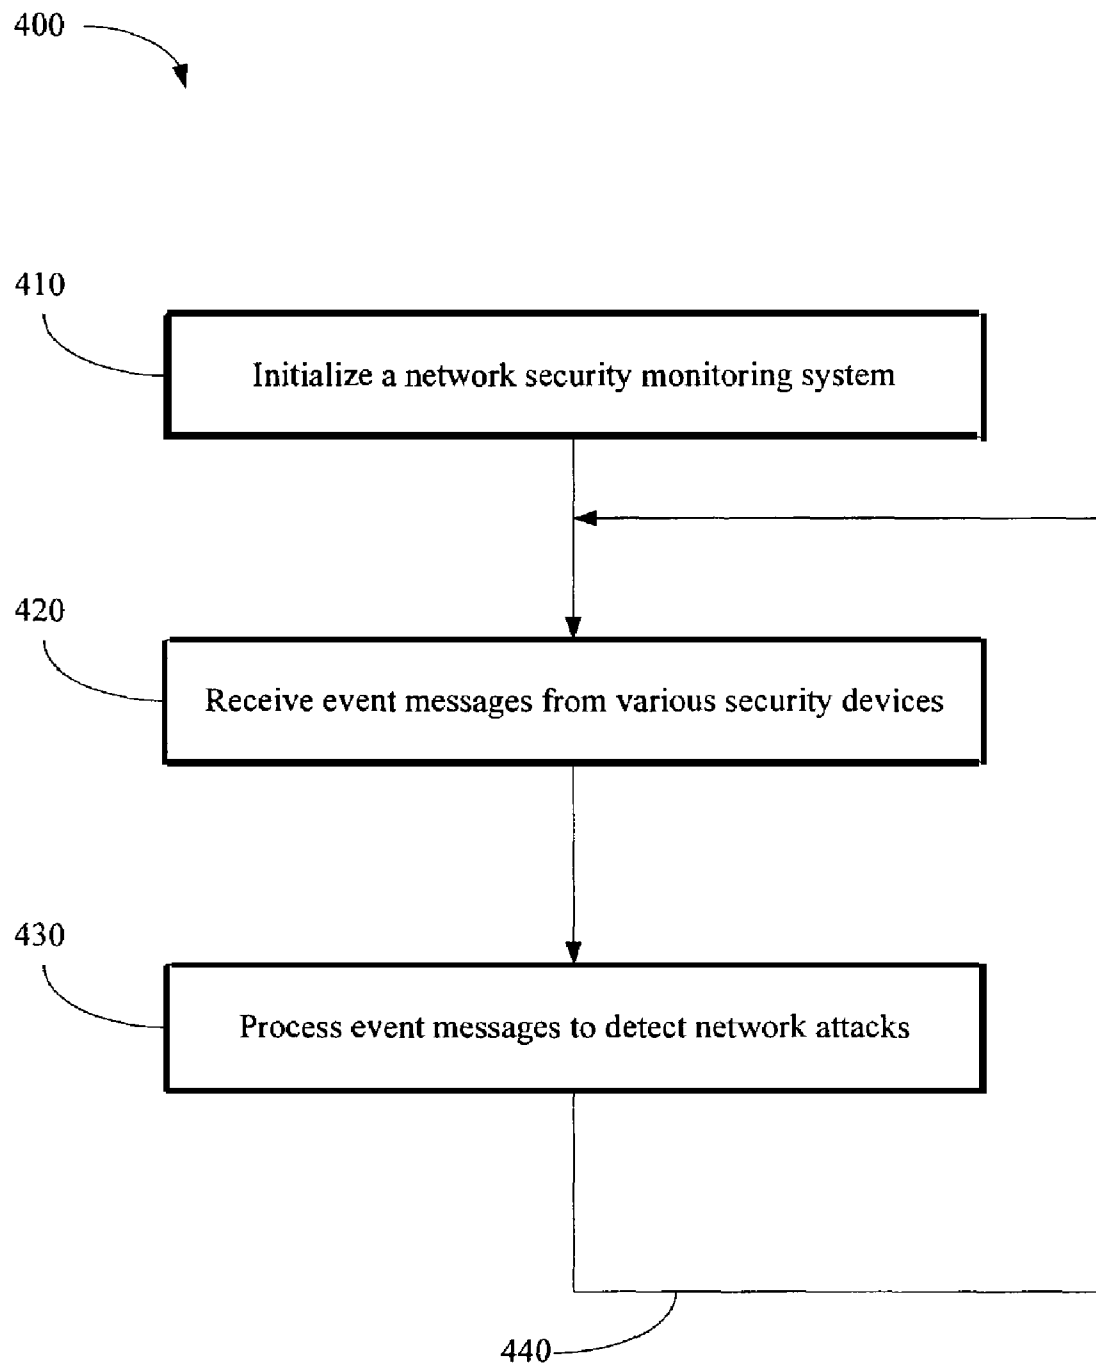 400
410
Initialize a network security monitoring system
420
Receive event messages from various security devices
430
Process event messages to detect network attacks
440